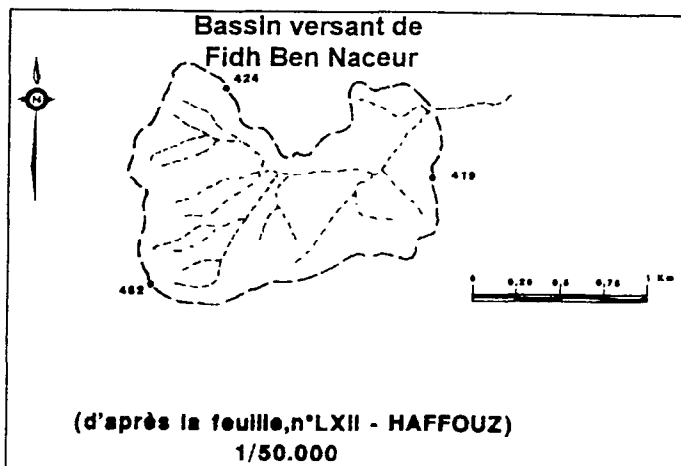 Bassin versant de
Fidh Ben Naceur
424
N
419
482
0 0,20 0,5 0,75 1 Km
(d'après la feuille,n°LXII - HAFFOUZ)
1/50.000